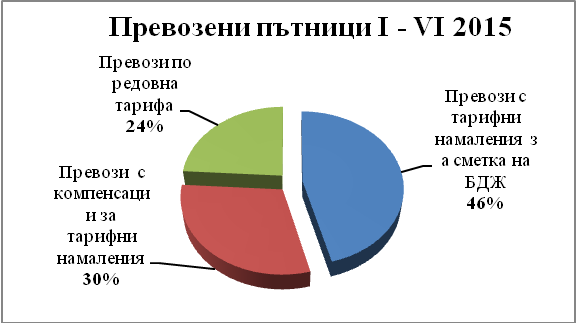 Превозени пътници I - VI 2015
Превози по
редовна
тарифа
24%
Превози с
тарифни
намаления з
а сметка на
БДЖ
46%
Превози с
компенсаци
и за
тарифни
намаления
30%